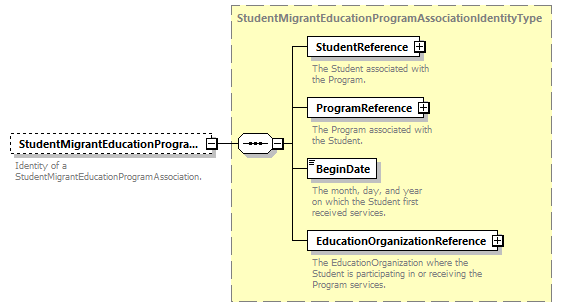 StudentMigrantEducationProgramAssociationIdentityType
StudentReference
The Student associated with
the Program.
ProgramReference
The Program associated with
the Student.
StudentMigrantEducationProgra...
Identity of a
StudentMigrantEducationProgramAssociation.
BeginDate
The month, day, and year
on which the Student first
received services.
EducationOrganizationReference
The EducationOrganization where the
Student is participating in or receiving the
Program services.